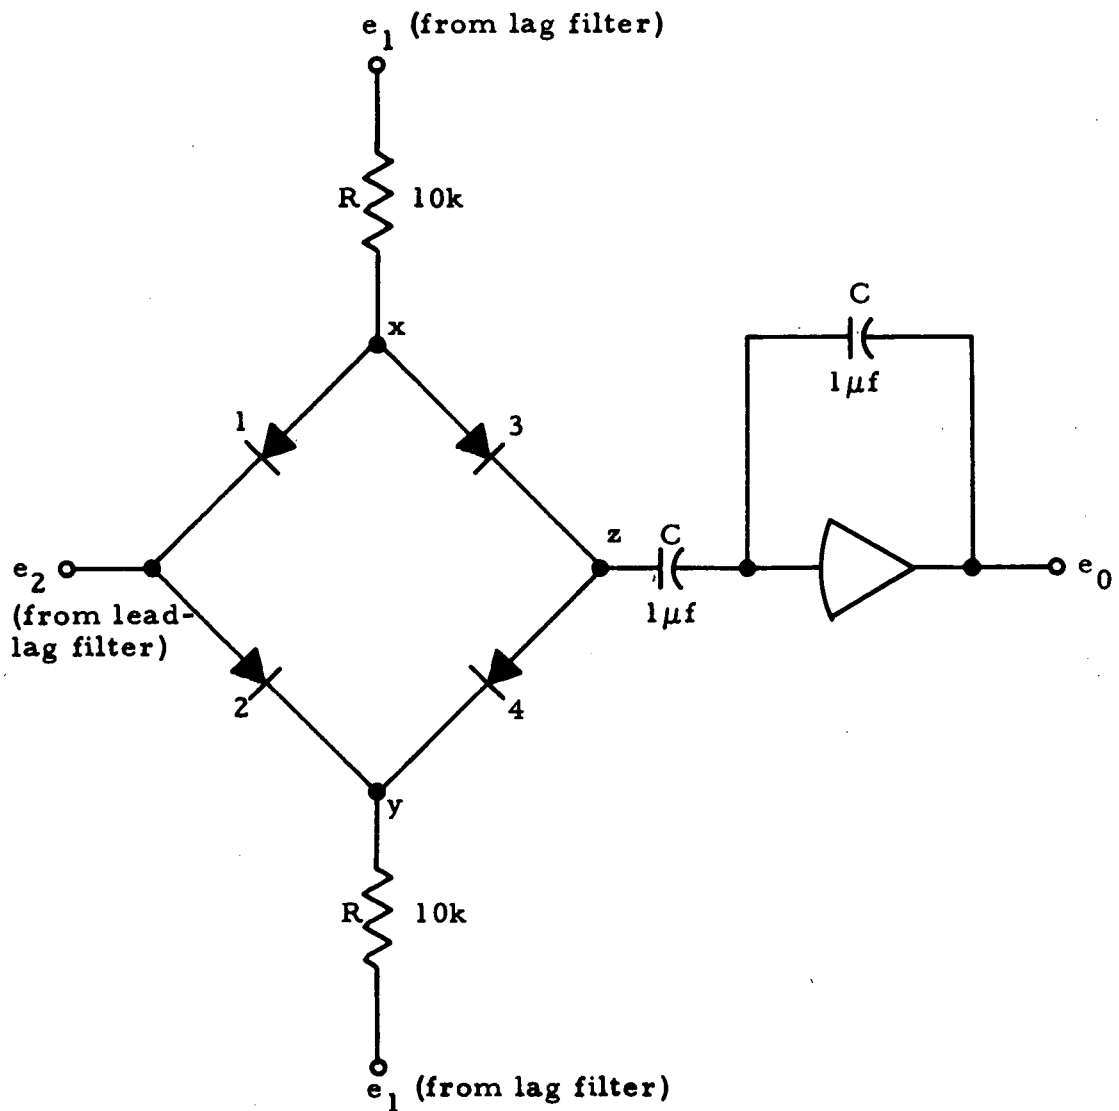 e1 (from lag filter)
R 10k
x
C
1μf
1
3
z
C
1μf
e2
(from lead-
lag filter)
e0
2
4
y
R 10k
e1 (from lag filter)